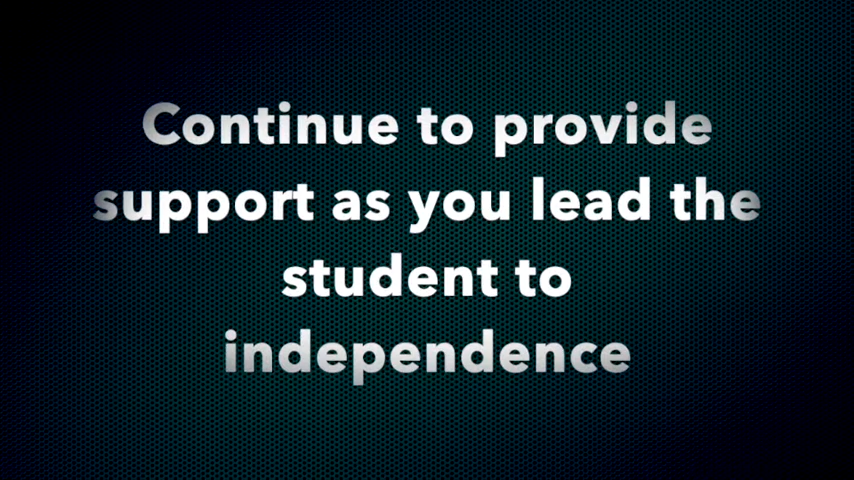 Continue to provide
support as you lead the
student to
independence